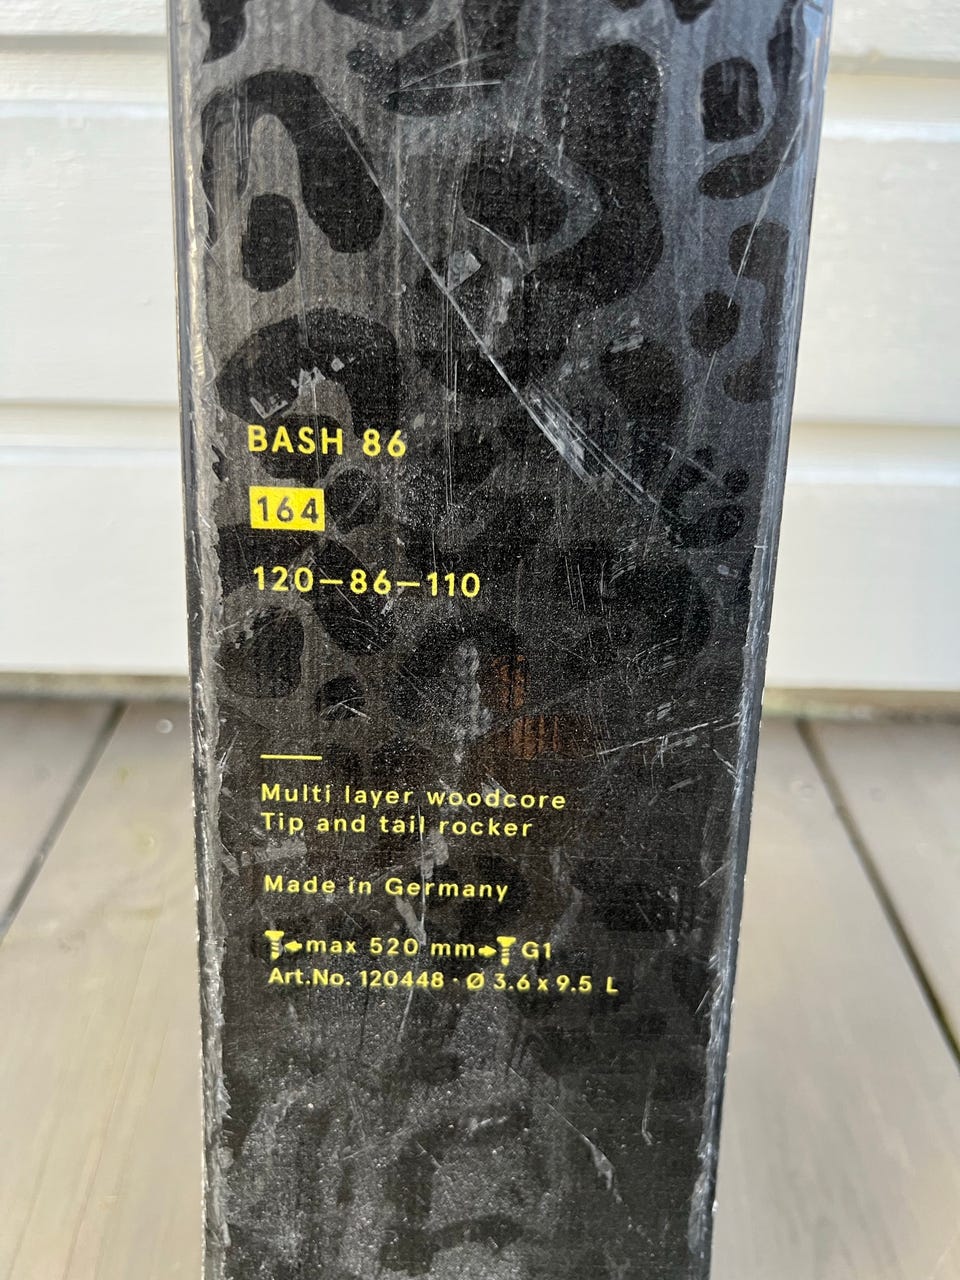 BASH 86
164
120–86–110
Multi layer woodcore
Tip and tail rocker
Made in Germany
max 520 mm G1
Art.No. 120448 · Ø 3.6 x 9.5 L